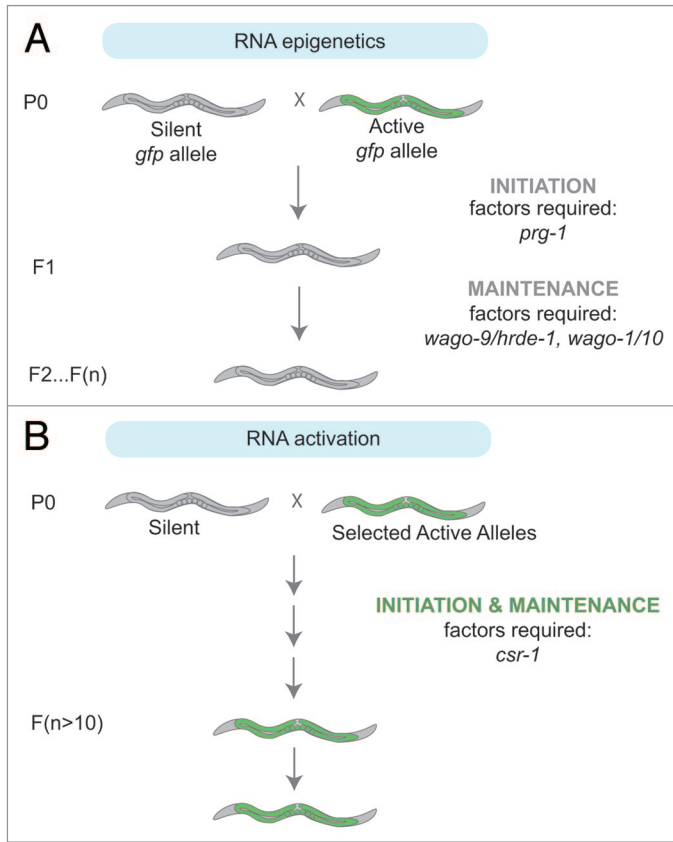 A
RNA epigenetics
P0
X
Silent
gfp allele
Active
gfp allele
INITIATION
factors required:
prg-1
F1
MAINTENANCE
factors required:
wago-9/hrde-1, wago-1/10
F2...F(n)
B
RNA activation
P0
X
Silent
Selected Active Alleles
INITIATION & MAINTENANCE
factors required:
csr-1
F(n>10)